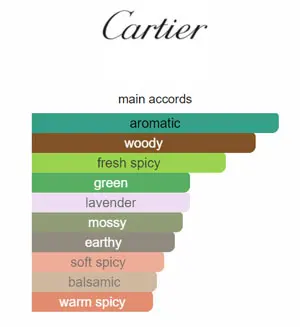 Cartier
main accords
aromatic
woody
fresh spicy
green
lavender
mossy
earthy
soft spicy
balsamic
warm spicy